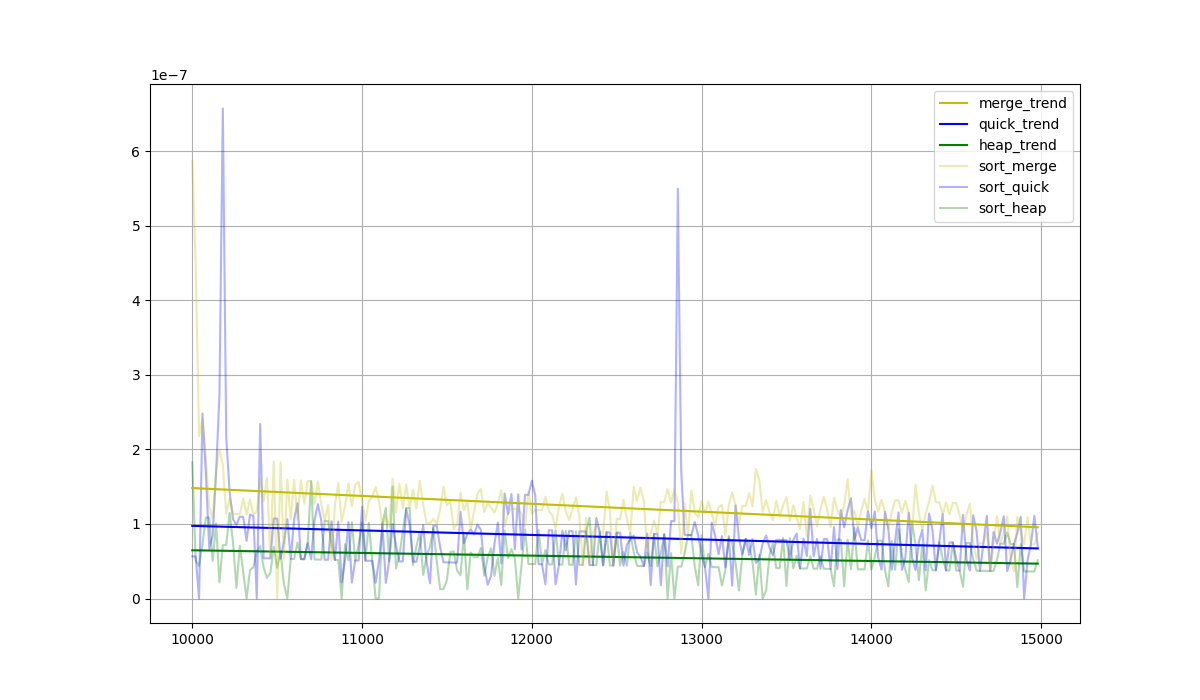 1e−7
merge_trend
quick_trend
heap_trend
sort_merge
sort_quick
sort_heap
6
5
4
3
2
1
0
10000 11000 12000 13000 14000 15000